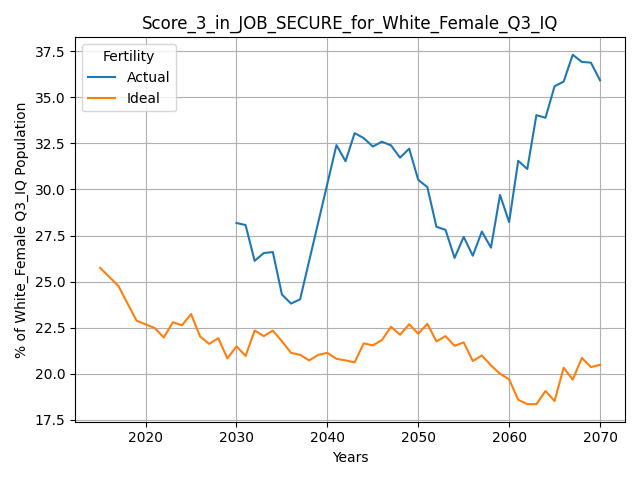 Score_3_in_JOB_SECURE_for_White_Female_Q3_IQ
% of White_Female Q3_IQ Population
37.5
35.0
32.5
30.0
27.5
25.0
22.5
20.0
17.5
Fertility
Actual
Ideal
2020 2030 2040 2050 2060 2070
Years